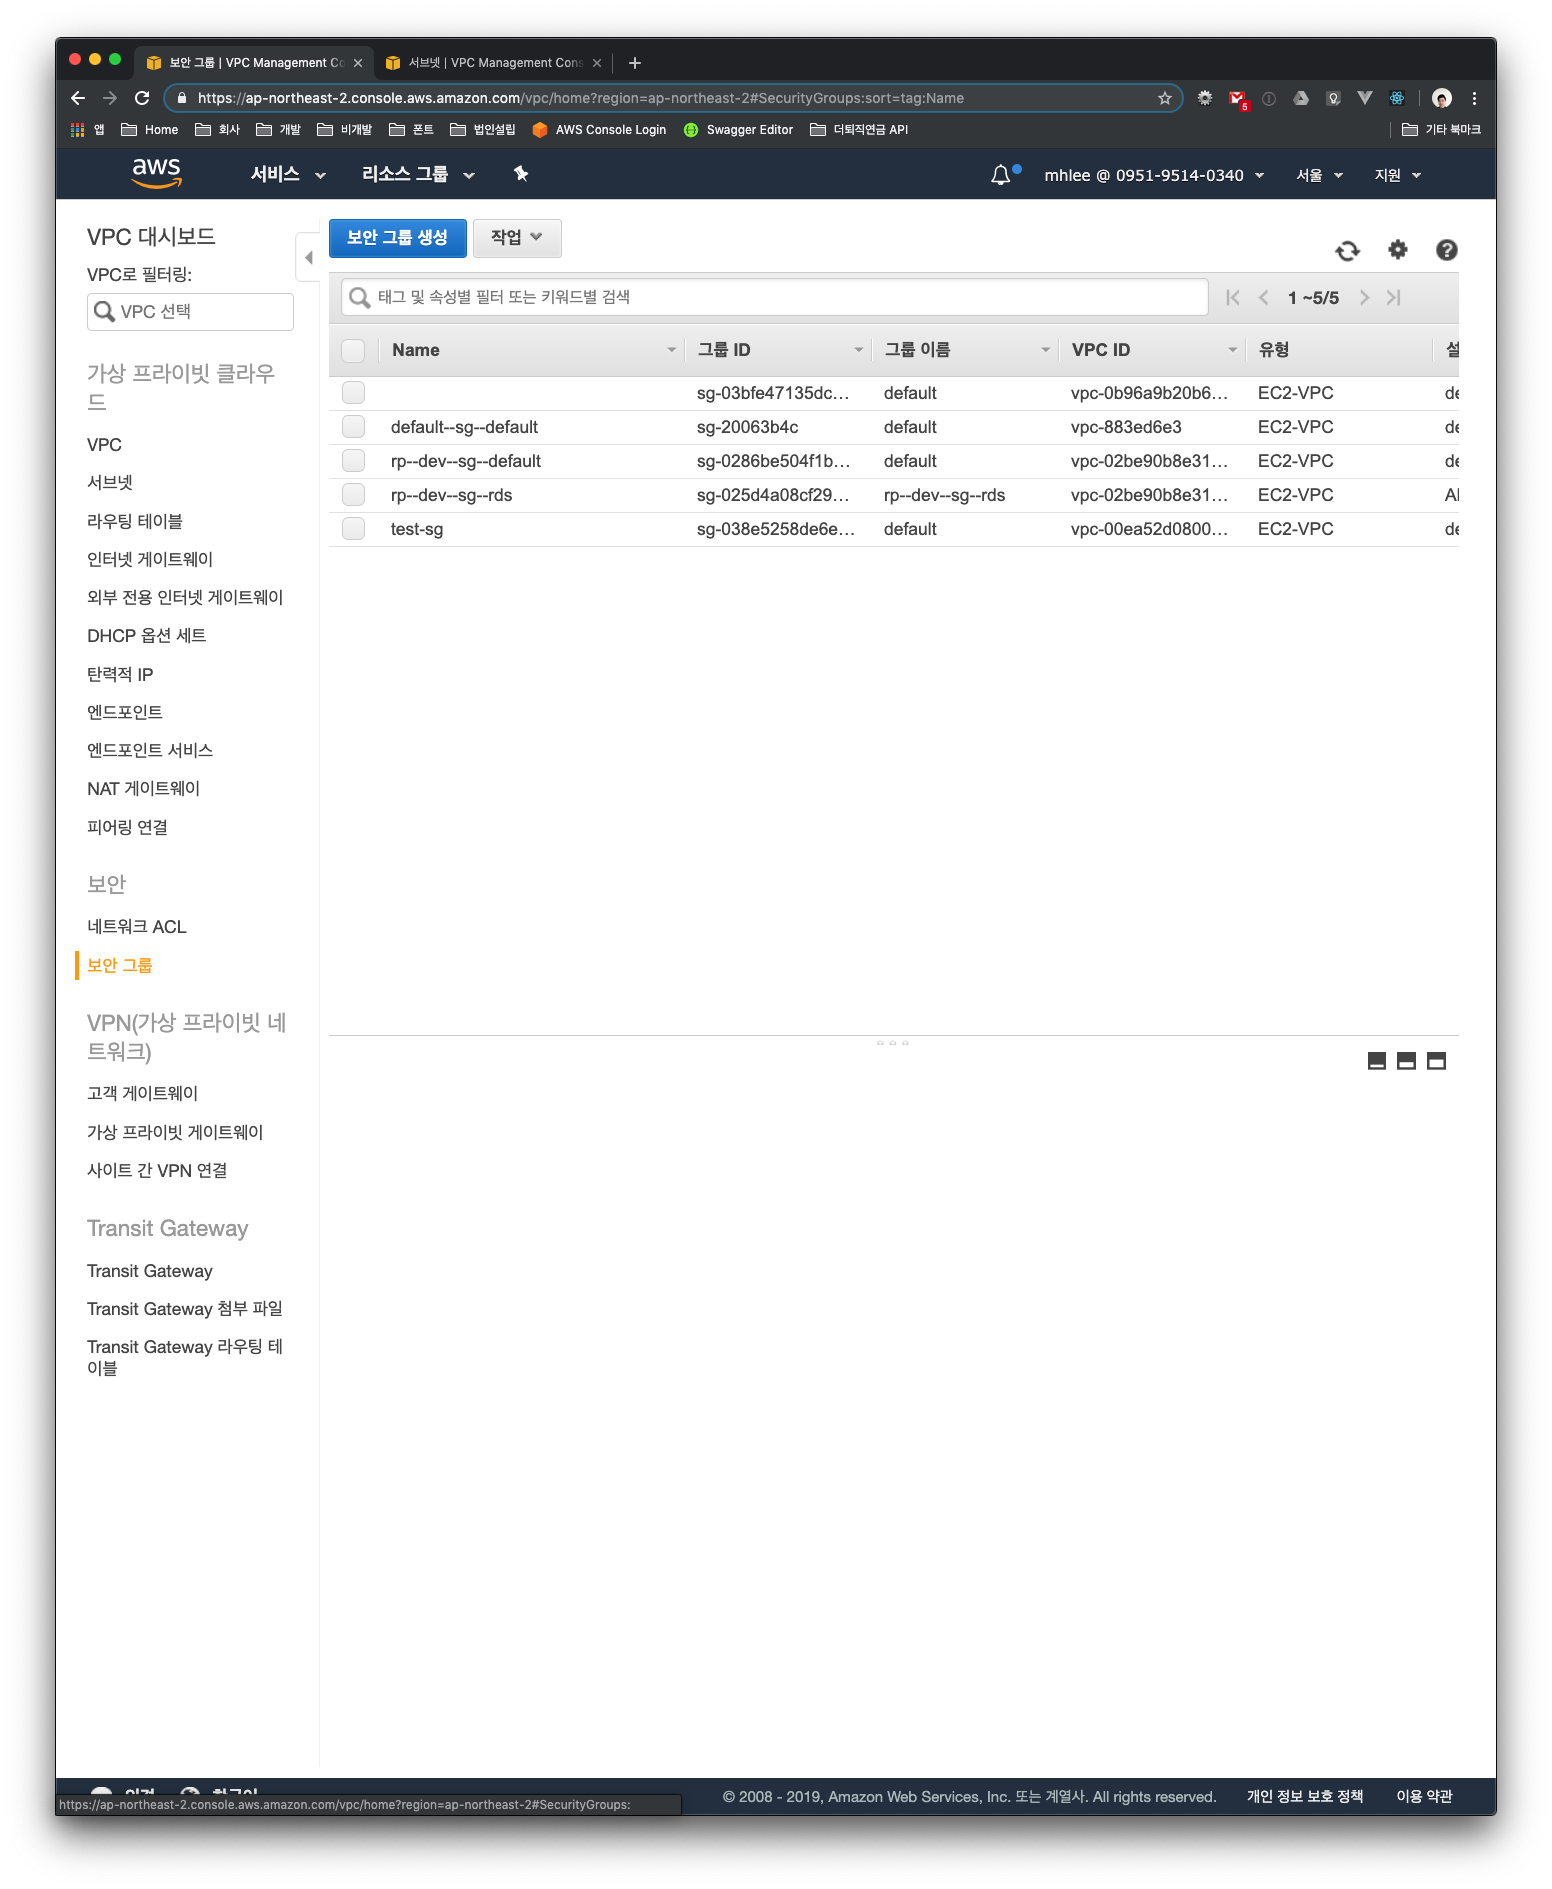 보안 그룹 | VPC Management Co
서브넷 | VPC Management Cons
https://ap-northeast-2.console.aws.amazon.com/vpc/home?region=ap-northeast-2#SecurityGroups:sort=tag:Name
5
앱 Home 회사 개발 비개발 폰트 법인설립 AWS Console Login Swagger Editor 더퇴직연금 API 기타 북마크
aws 서비스 리소스 그룹 mhlee @ 0951-9514-0340 서울 지원
VPC 대시보드
VPC로 필터링:
VPC 선택
가상 프라이빗 클라우
드
VPC
서브넷
라우팅 테이블
인터넷 게이트웨이
외부 전용 인터넷 게이트웨이
DHCP 옵션 세트
탄력적 IP
엔드포인트
엔드포인트 서비스
NAT 게이트웨이
피어링 연결
보안
네트워크 ACL
보안 그룹
VPN(가상 프라이빗 네
트워크)
고객 게이트웨이
가상 프라이빗 게이트웨이
사이트 간 VPN 연결
Transit Gateway
Transit Gateway
Transit Gateway 첨부 파일
Transit Gateway 라우팅 테
이블
보안 그룹 생성 작업
태그 및 속성별 필터 또는 키워드별 검색 1 ~5/5
Name 그룹 ID 그룹 이름 VPC ID 유형
sg-03bfe47135dc... default vpc-0b96a9b20b6... EC2-VPC de
default--sg--default sg-20063b4c default vpc-883ed6e3 EC2-VPC de
rp--dev--sg--default sg-0286be504f1b... default vpc-02be90b8e31... EC2-VPC de
rp--dev--sg--rds sg-025d4a08cf29... rp--dev--sg--rds vpc-02be90b8e31... EC2-VPC
test-sg sg-038e5258de6e... default vpc-00ea52d0800... EC2-VPC de
© 2008 - 2019, Amazon Web Services, Inc. 또는 계열사. All rights reserved. 개인 정보 보호 정책 이용 약관
https://ap-northeast-2.console.aws.amazon.com/vpc/home?region=ap-northeast-2#SecurityGroups: